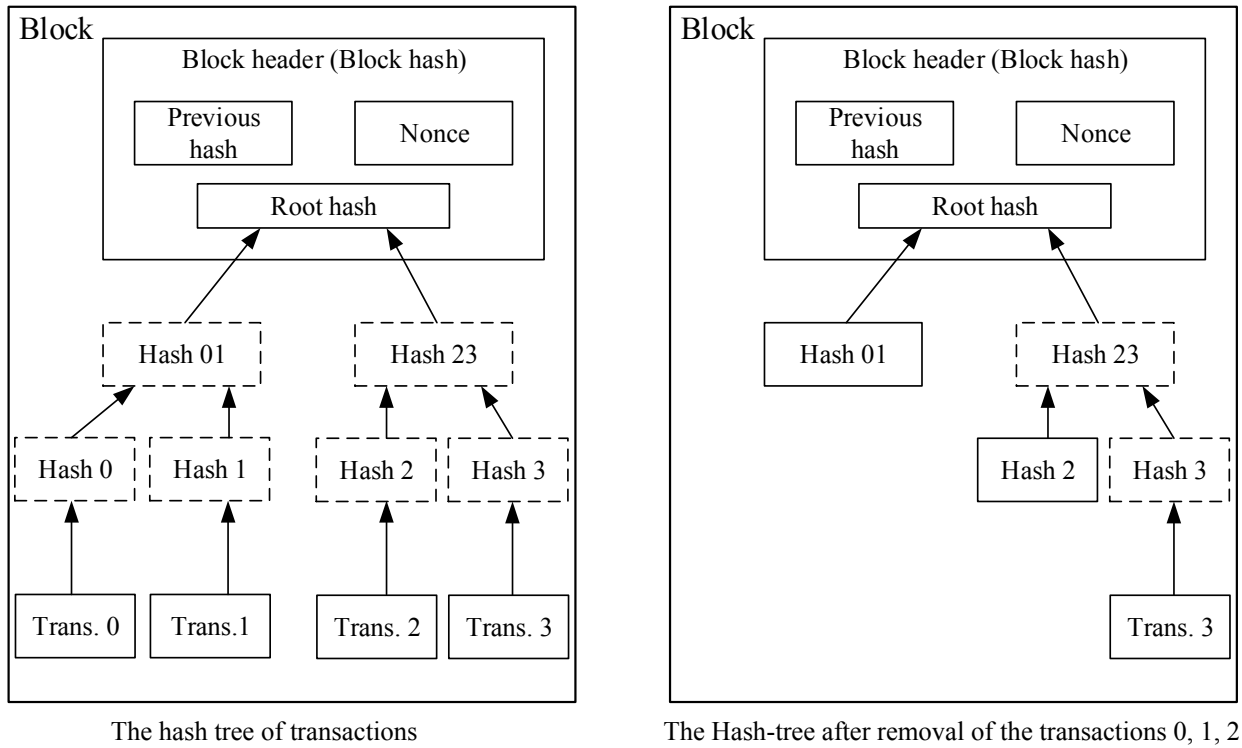 Block
Block header (Block hash)
Previous
hash
Nonce
Root hash
Hash 01
Hash 23
Hash 0
Hash 1
Hash 2
Hash 3
Trans. 0
Trans.1
Trans. 2
Trans. 3
The hash tree of transactions
Block
Block header (Block hash)
Previous
hash
Nonce
Root hash
Hash 01
Hash 23
Hash 2
Hash 3
Trans. 3
The Hash-tree after removal of the transactions 0, 1, 2